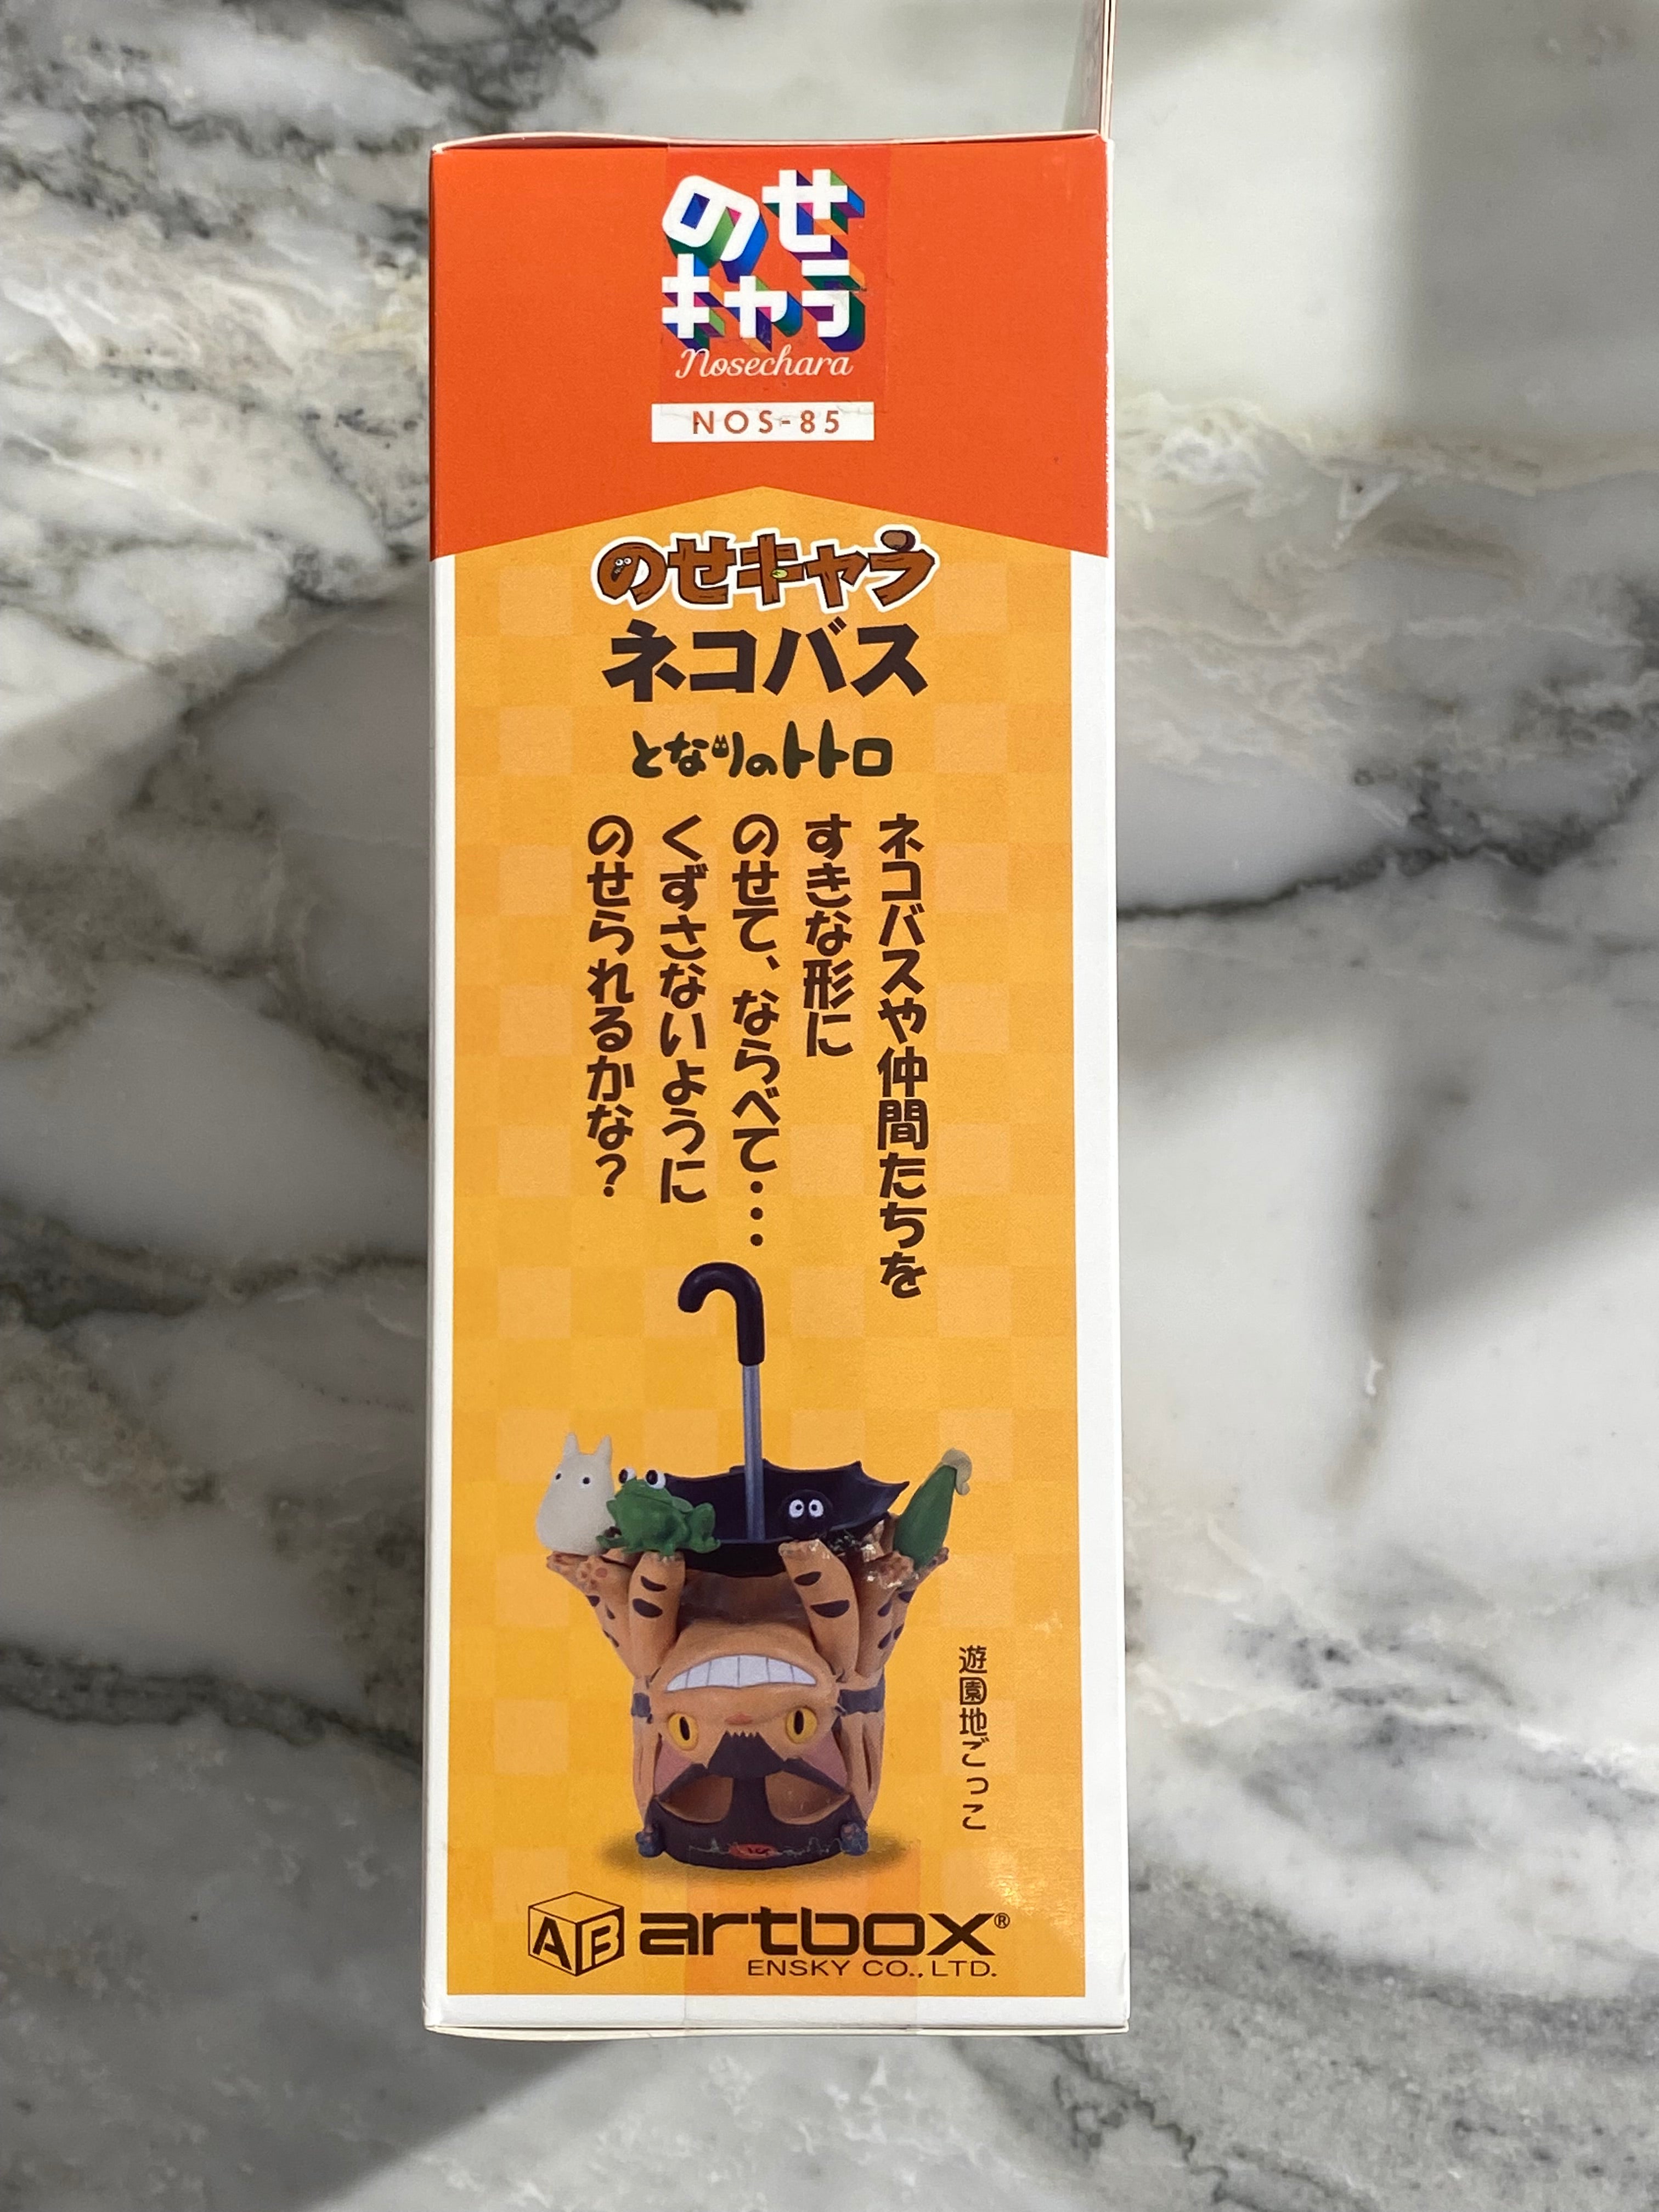 のせ
キャラ
Nosechara
NOS-85
のせキャラ
ネコバス
となりのトトロ
ネコバスや仲間たちを
すきな形に
のせて、ならべて・・・
くずさないように
のせられるかな？
遊園地ごっこ
AB artbox®
ENSKY CO., LTD.